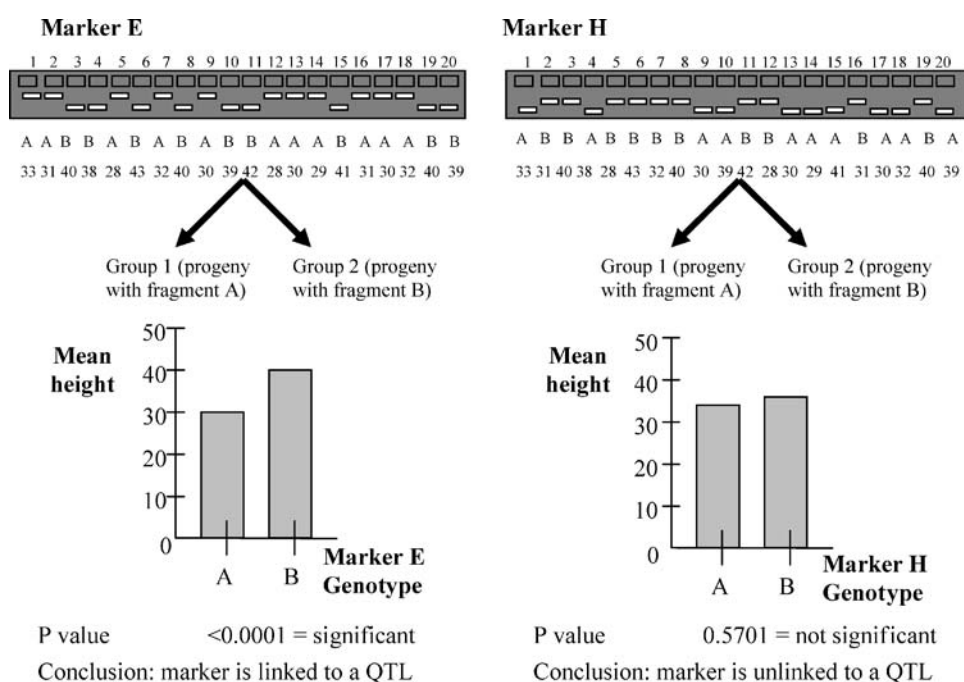 Marker E
1 2 3 4 5 6 7 8 9 10 11 12 13 14 15 16 17 18 19 20
A A B B A B A B A B B A A A B A A A B B
33 31 40 38 28 43 32 40 30 39 42 28 30 29 41 31 30 32 40 39
Group 1 (progeny
with fragment A)
Group 2 (progeny
with fragment B)
Mean
height
50
40
30
20
10
0
A B
Marker E
Genotype
P value <0.0001 = significant
Conclusion: marker is linked to a QTL
Marker H
1 2 3 4 5 6 7 8 9 10 11 12 13 14 15 16 17 18 19 20
A B B A B B B B A A B B A A A B A A B A
33 31 40 38 28 43 32 40 30 39 42 28 30 29 41 31 30 32 40 39
Group 1 (progeny
with fragment A)
Group 2 (progeny
with fragment B)
Mean
height
50
40
30
20
10
0
A B
Marker H
Genotype
P value 0.5701 = not significant
Conclusion: marker is unlinked to a QTL